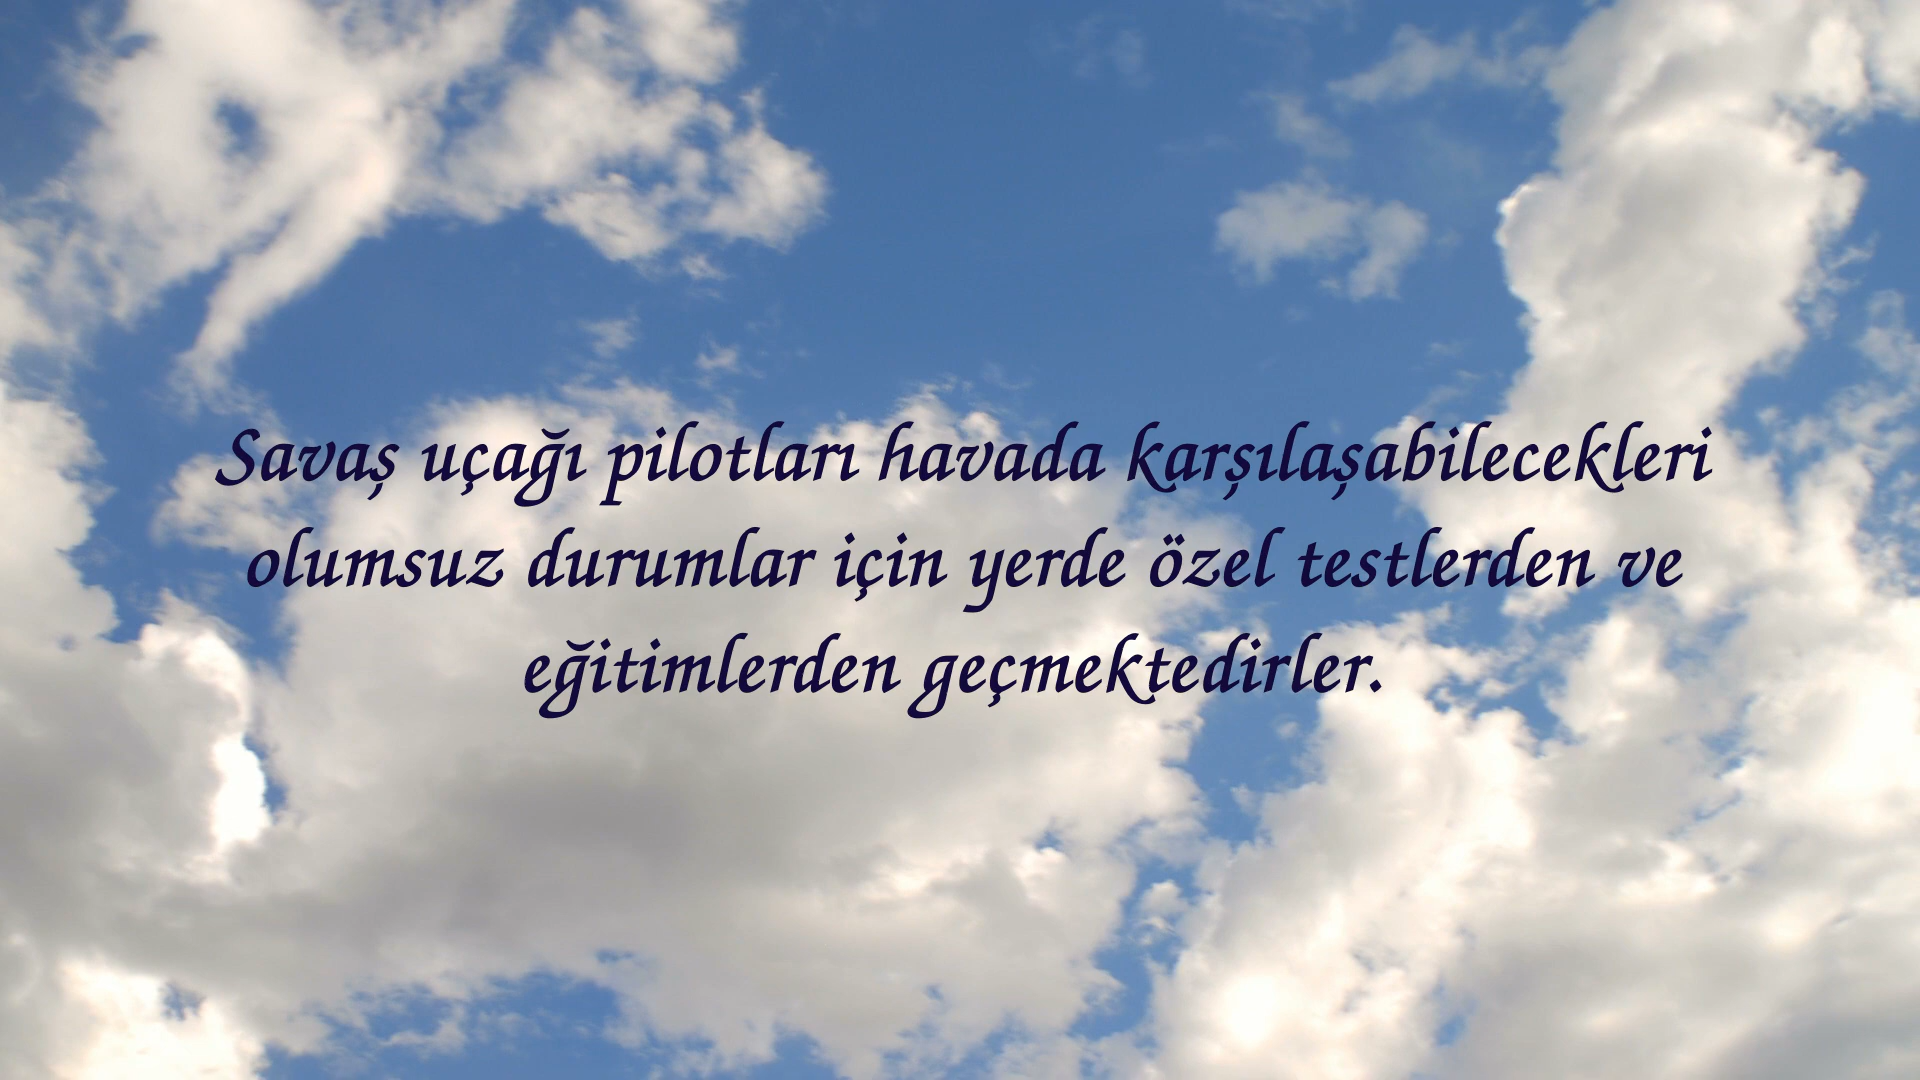 Savaş uçağı pilotları havada karşılaşabilecekleri
olumsuz durumlar için yerde özel testlerden ve
eğitimlerden geçmektedirler.